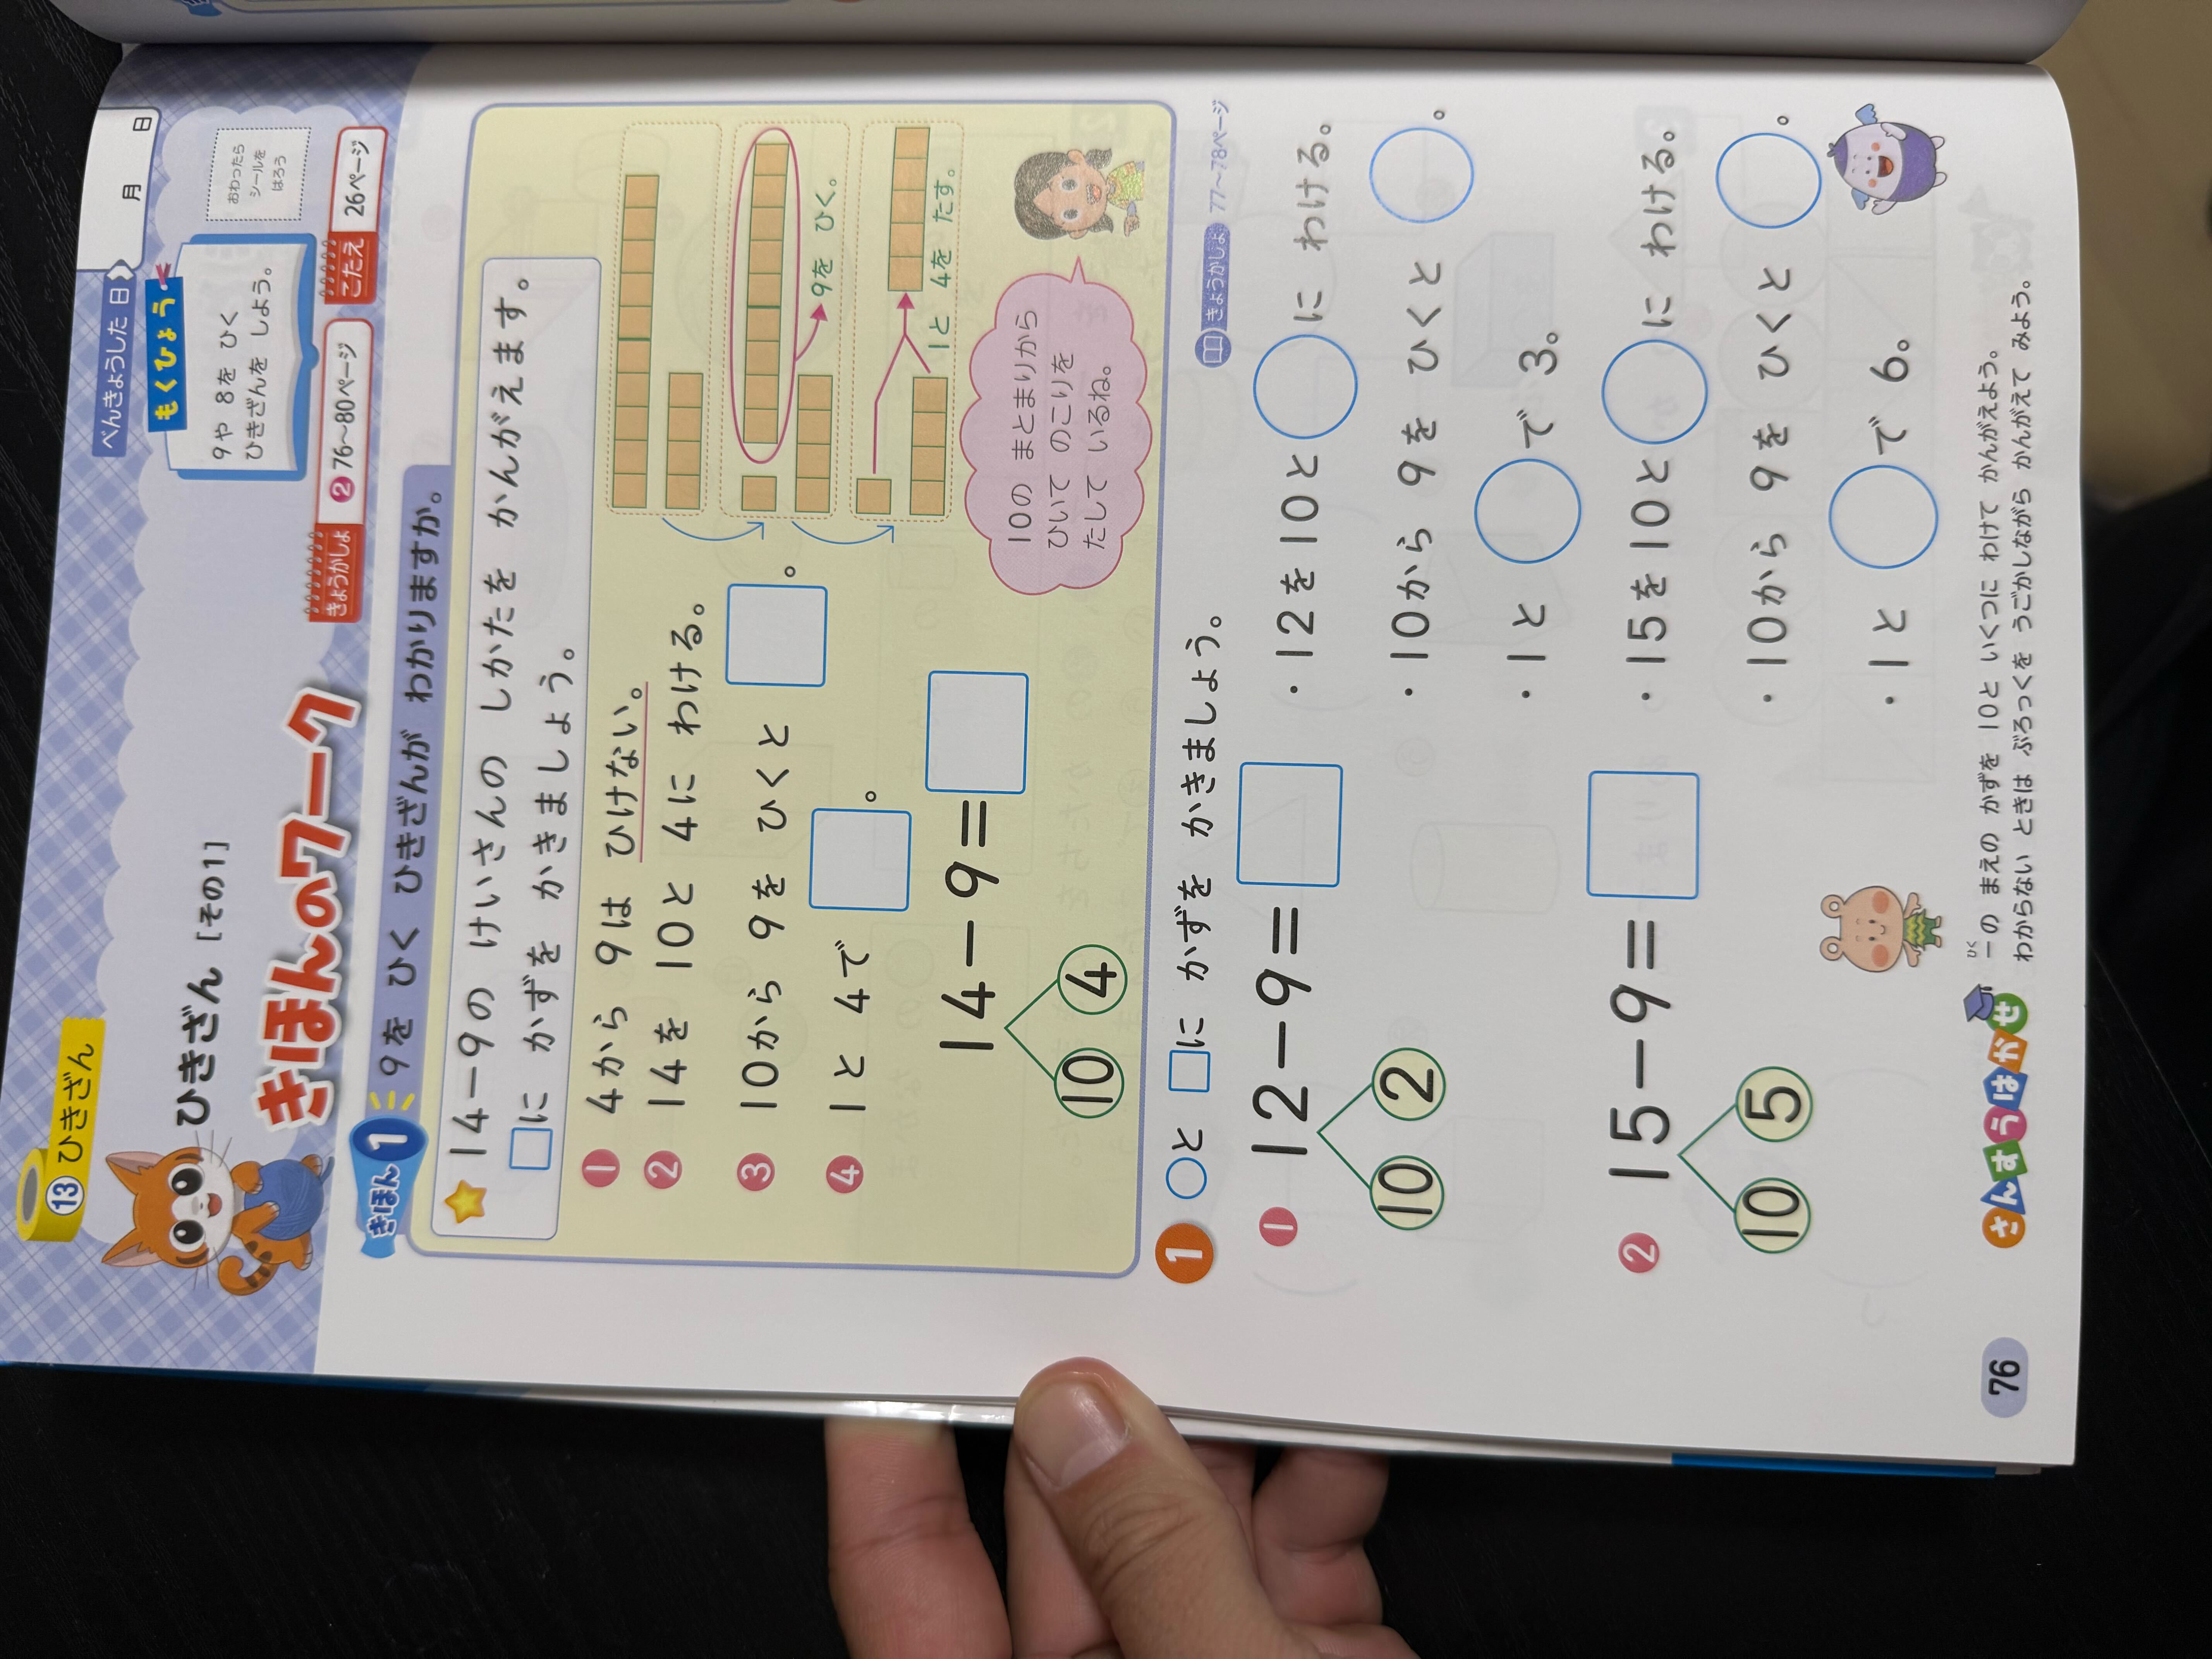 ⑬ ひきざん
べんきょうした 日
月 日
ひきざん [その1]
きほんのワーク
もくひょう
9や 8を ひく
ひきざんを しよう。
おわったら
シールを
はろう
きょうかしょ ❷76〜80ページ
こたえ 26ページ
きほん 1 9を ひく ひきざんが わかりますか。
14−9の けいさんの しかたを かんがえます。
□に かずを かきましょう。
❶ 4から 9は ひけない。
❷ 14を 10と 4に わける。
❸ 10から 9を ひくと □。
❹ 1と 4で □。
14−9=□
10 4
9を ひく。
1と 4を たす。
10の まとまりから
ひいて のこりを
たして いるね。
1 ○と □に かずを かきましょう。
きょうかしょ 77〜78ページ
❶ 12−9=□
10 2
・12を10と○に わける。
・10から 9を ひくと○。
・1と○で 3。
❷ 15−9=□
10 5
・15を10と○に わける。
・10から 9を ひくと○。
・1と○で 6。
さんすうはかせ
ひく
−の まえの かずを 10と いくつに わけて かんがえよう。
わからない ときは ぶろっくを うごかしながら かんがえて みよう。
76